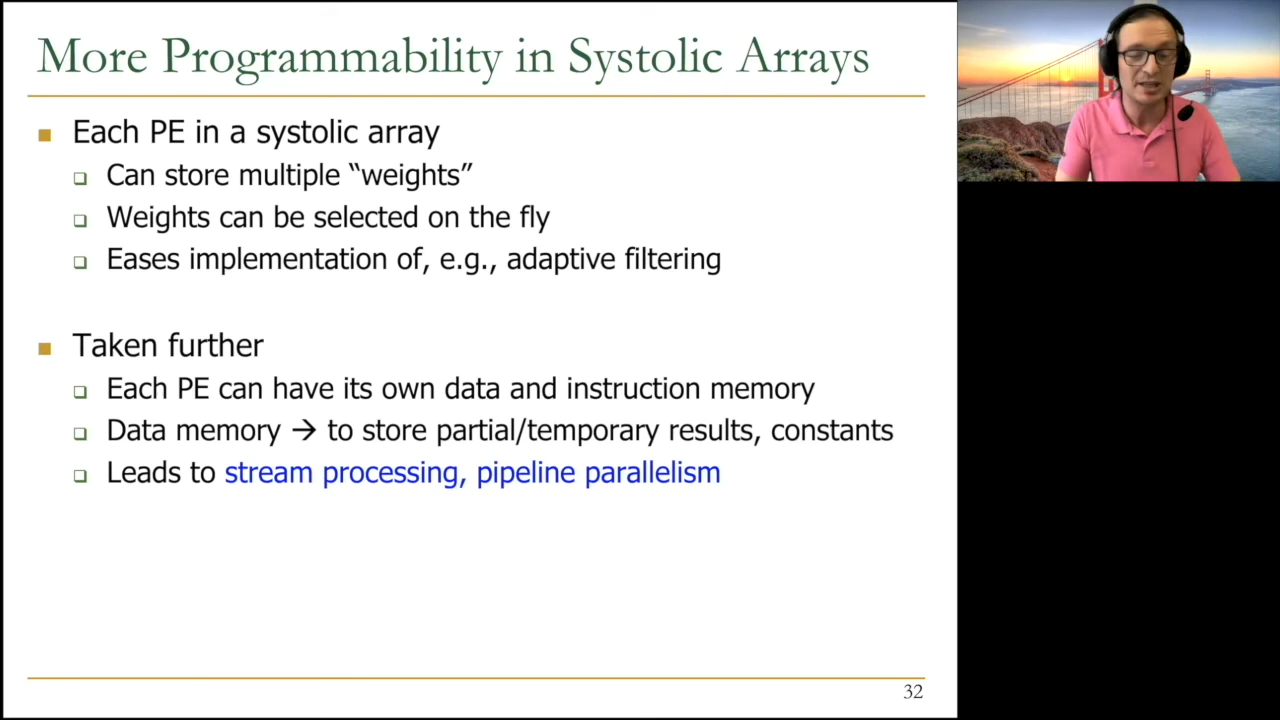 More Programmability in Systolic Arrays
Each PE in a systolic array
Can store multiple “weights”
Weights can be selected on the fly
Eases implementation of, e.g., adaptive filtering
Taken further
Each PE can have its own data and instruction memory
Data memory → to store partial/temporary results, constants
Leads to stream processing, pipeline parallelism
32